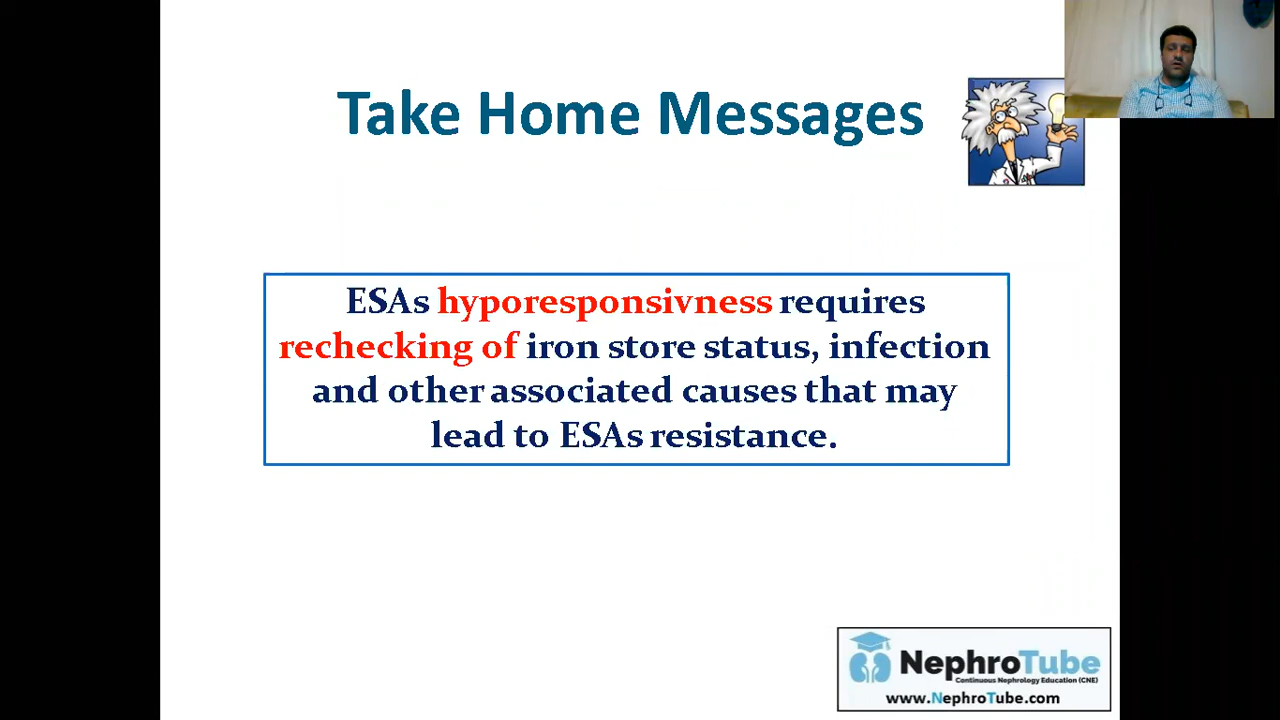 Take Home Messages
ESAs hyporesponsivness requires
rechecking of iron store status, infection
and other associated causes that may
lead to ESAs resistance.
NephroTube
Continuous Nephrology Education (CNE)
www.NephroTube.com